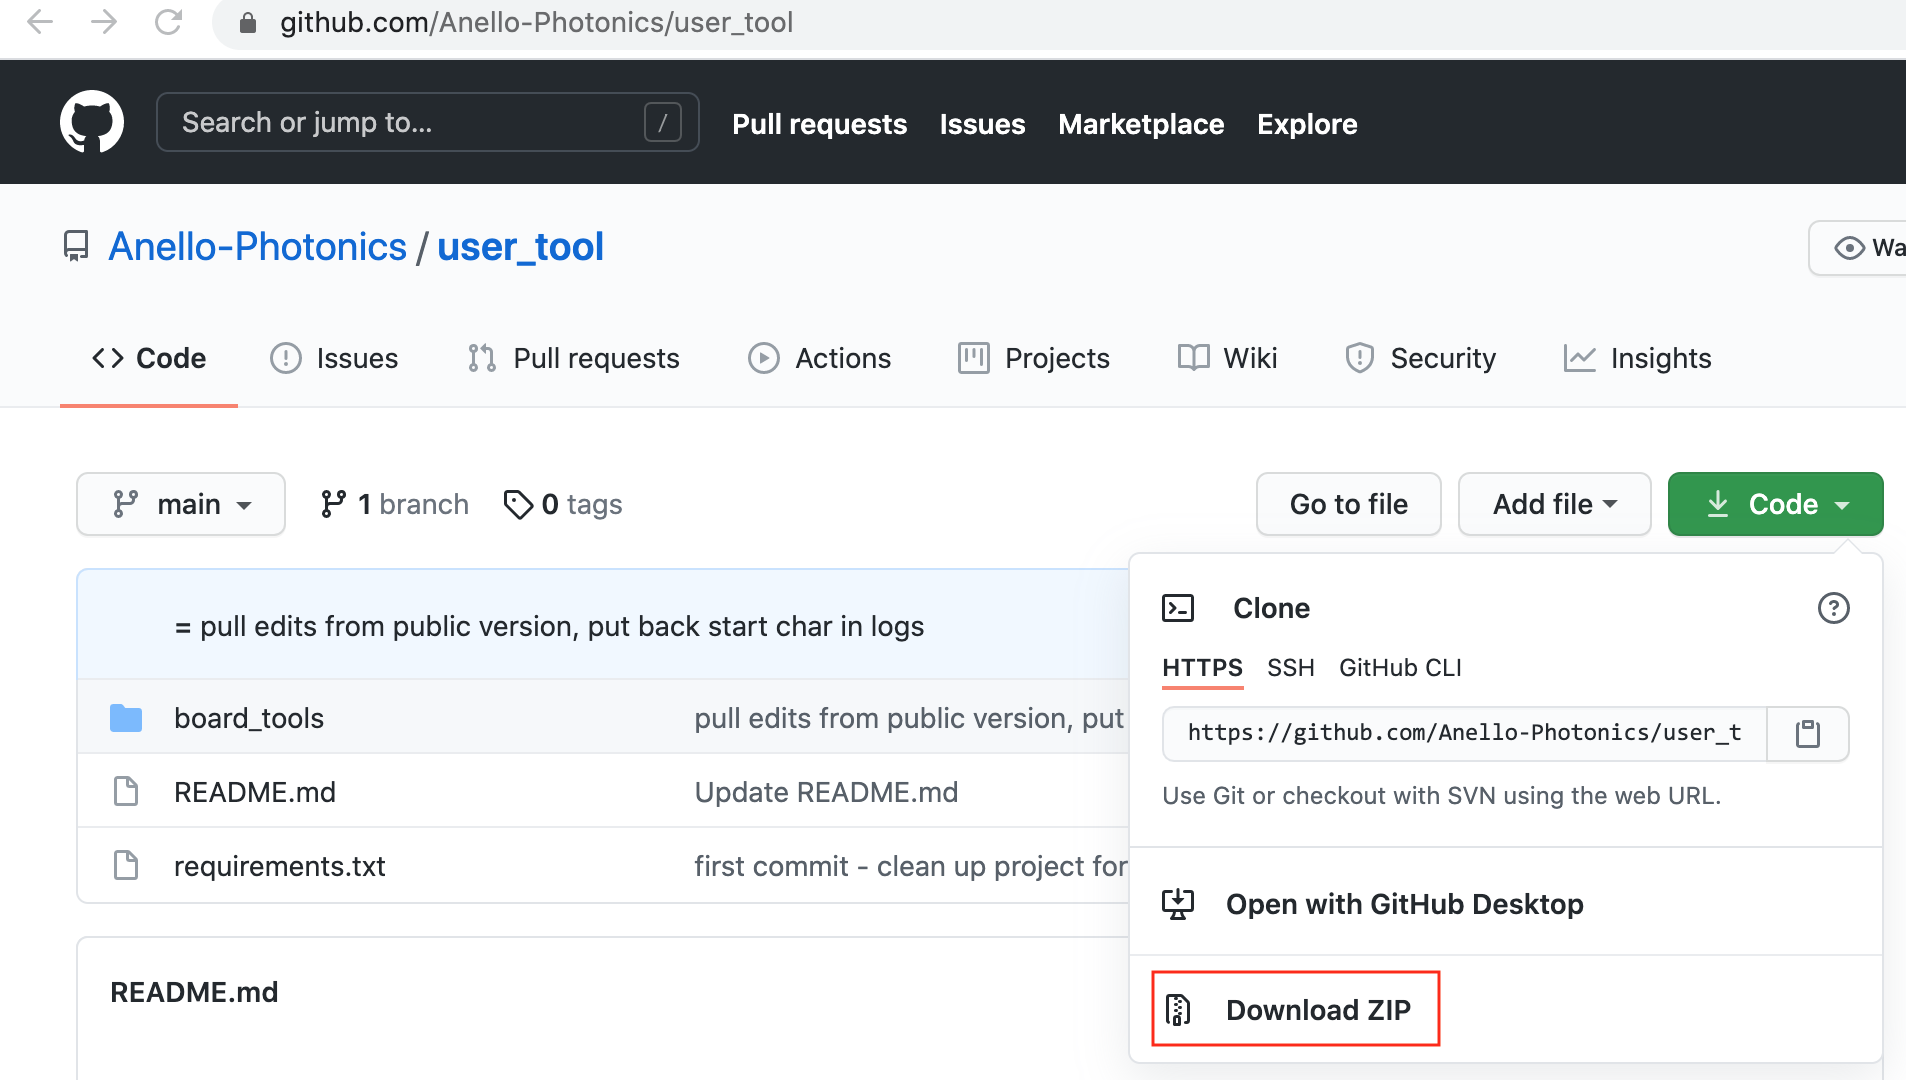 github.com/Anello-Photonics/user_tool
Search or jump to... /
Pull requests Issues Marketplace Explore
Anello-Photonics / user_tool
Wa
Code Issues Pull requests Actions Projects Wiki Security Insights
main 1 branch 0 tags Go to file Add file Code
= pull edits from public version, put back start char in logs
board_tools pull edits from public version, put
README.md Update README.md
requirements.txt first commit - clean up project for
README.md
Clone
HTTPS SSH GitHub CLI
https://github.com/Anello-Photonics/user_t
Use Git or checkout with SVN using the web URL.
Open with GitHub Desktop
Download ZIP